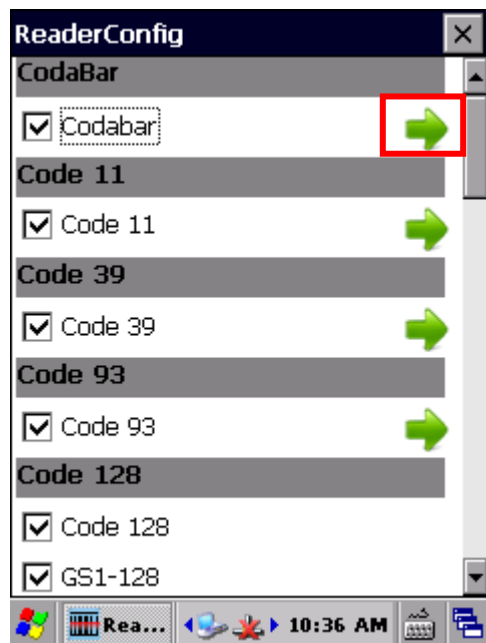 ReaderConfig
CodaBar
Codabar
Code 11
Code 11
Code 39
Code 39
Code 93
Code 93
Code 128
Code 128
GS1-128
Rea... 10:36 AM